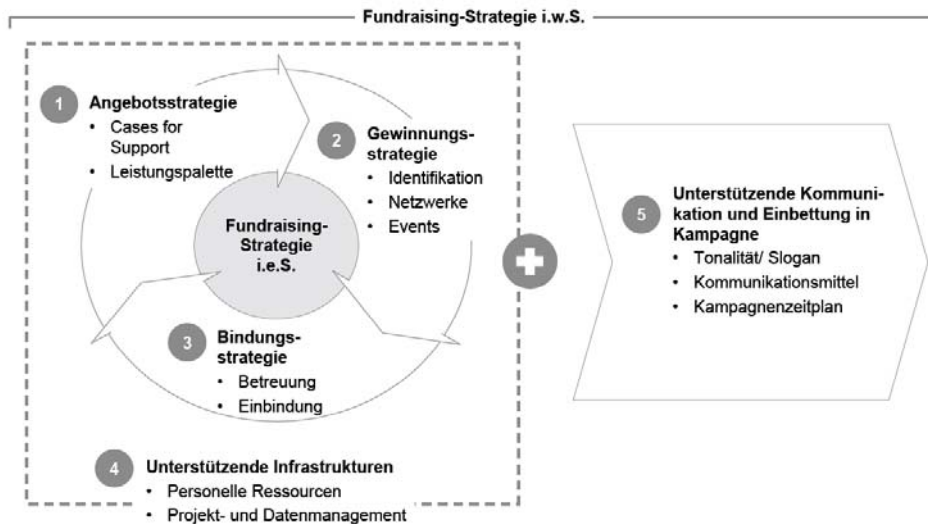 Fundraising-Strategie i.w.S.
1
Angebotsstrategie
• Cases for
Support
• Leistungspalette
2
Gewinnungs-
strategie
• Identifikation
• Netzwerke
• Events
Fundraising-
Strategie
i.e.S.
3
Bindungs-
strategie
• Betreuung
• Einbindung
4
Unterstützende Infrastrukturen
• Personelle Ressourcen
• Projekt- und Datenmanagement
5
Unterstützende Kommuni-
kation und Einbettung in
Kampagne
• Tonalität/ Slogan
• Kommunikationsmittel
• Kampagnenzeitplan